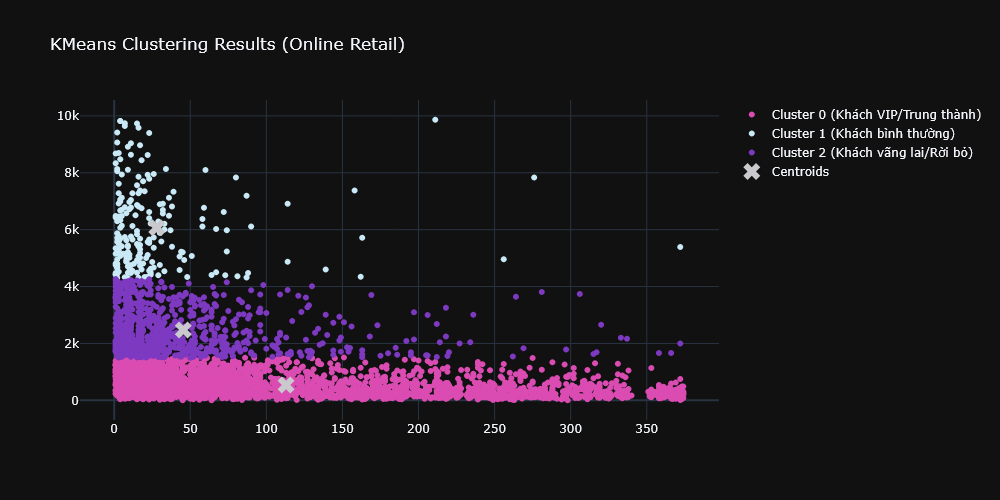 KMeans Clustering Results (Online Retail)
10k
8k
6k
4k
2k
0
0 50 100 150 200 250 300 350
Cluster 0 (Khách VIP/Trung thành)
Cluster 1 (Khách bình thường)
Cluster 2 (Khách vãng lai/Rời bỏ)
Centroids